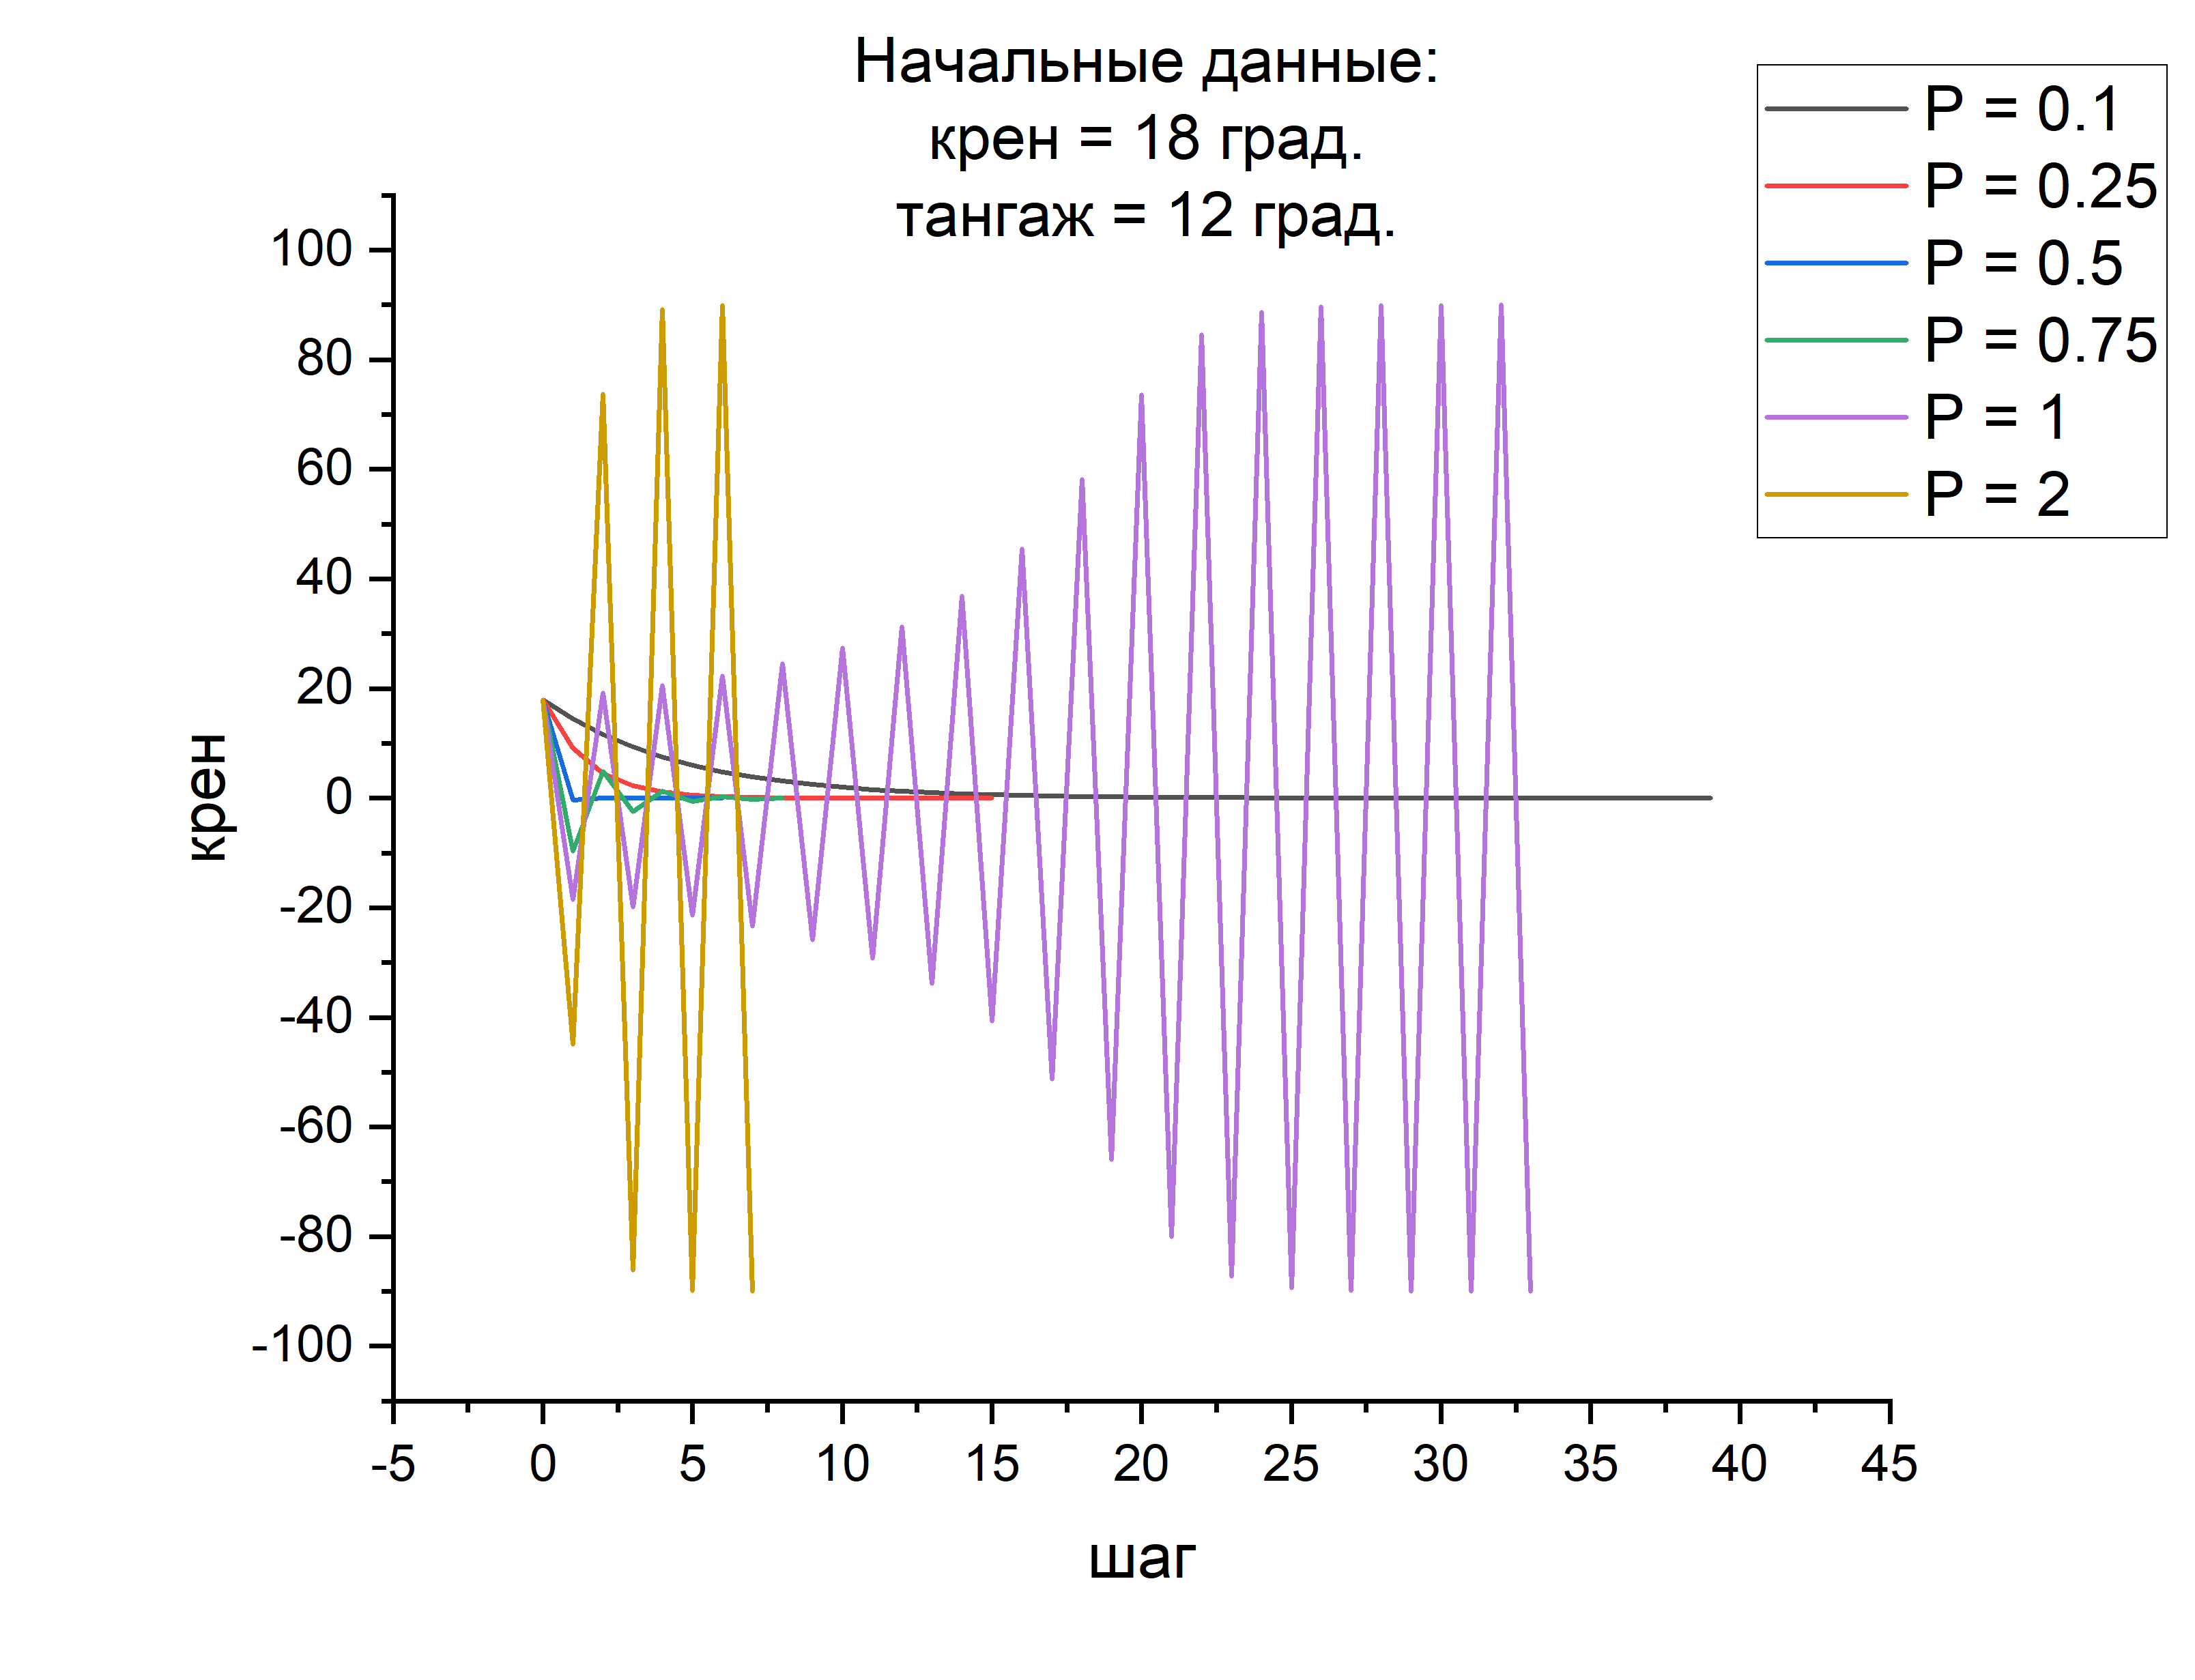 Начальные данные:
крен = 18 град.
тангаж = 12 град.
P = 0.1
P = 0.25
P = 0.5
P = 0.75
P = 1
P = 2
100
80
60
40
20
0
-20
-40
-60
-80
-100
крен
-5 0 5 10 15 20 25 30 35 40 45
шаг